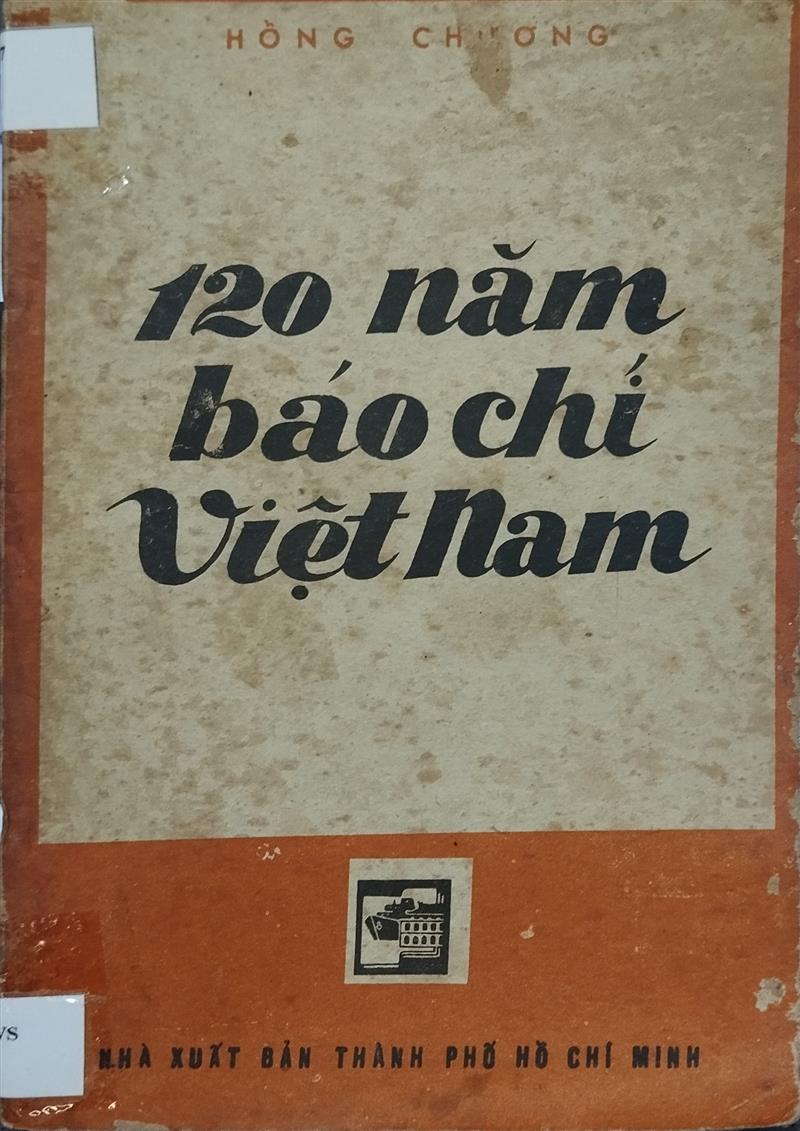 HỒNG CHƯƠNG
120 năm
báo chí
Việt Nam
NHÀ XUẤT BẢN THÀNH PHỐ HỒ CHÍ MINH